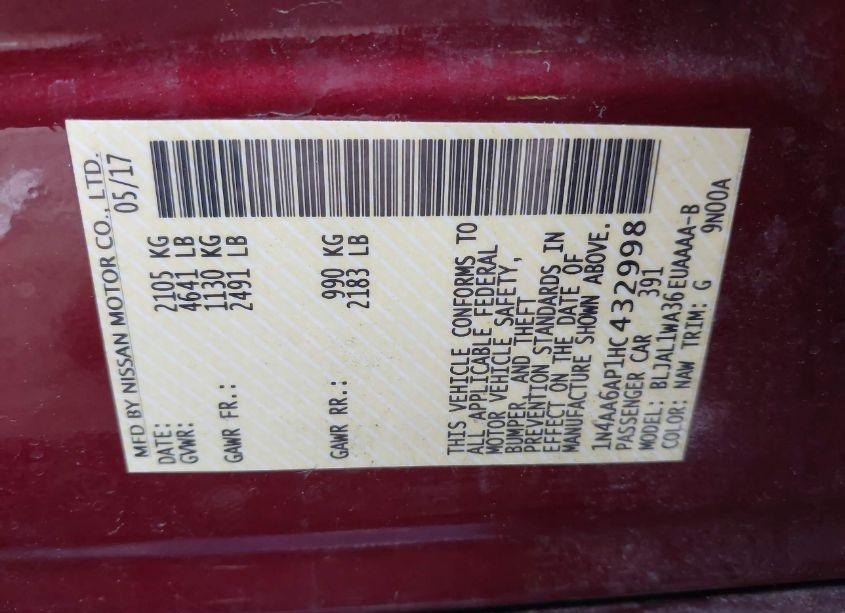 MFD BY NISSAN MOTOR CO., LTD.
DATE: 05/17
GVWR: 2105 KG
4641 LB
GAWR FR.: 1130 KG
2491 LB
GAWR RR.: 990 KG
2183 LB
THIS VEHICLE CONFORMS TO
ALL APPLICABLE FEDERAL
MOTOR VEHICLE SAFETY,
BUMPER, AND THEFT
PREVENTION STANDARDS IN
EFFECT ON THE DATE OF
MANUFACTURE SHOWN ABOVE.
1N4AA6AP1HC432998
PASSENGER CAR 391
MODEL: BLJAL1WA36EUAAAA-B
COLOR: NAW TRIM: G 9N00A